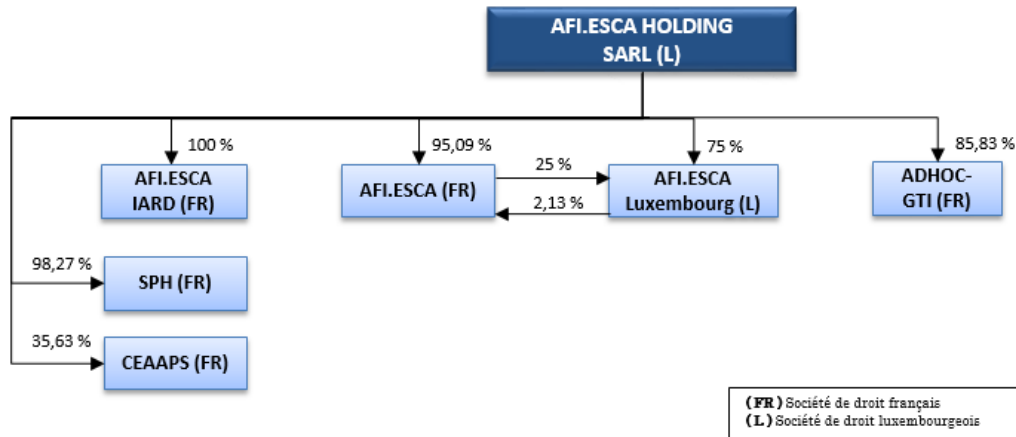 AFI.ESCA HOLDING
SARL (L)
100 %
95,09 %
75 %
85,83 %
AFI.ESCA
IARD (FR)
AFI.ESCA (FR)
25 %
2,13 %
AFI.ESCA
Luxembourg (L)
ADHOC-
GTI (FR)
98,27 %
SPH (FR)
35,63 %
CEAAPS (FR)
(FR) Société de droit français
(L) Société de droit luxembourgeois